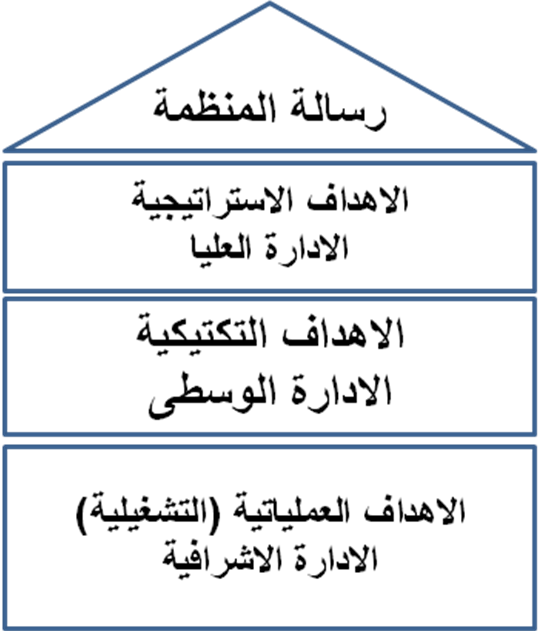 رسالة المنظمة
الاهداف الاستراتيجية
الادارة العليا
الاهداف التكتيكية
الادارة الوسطى
الاهداف العملياتية (التشغيلية)
الادارة الاشرافية